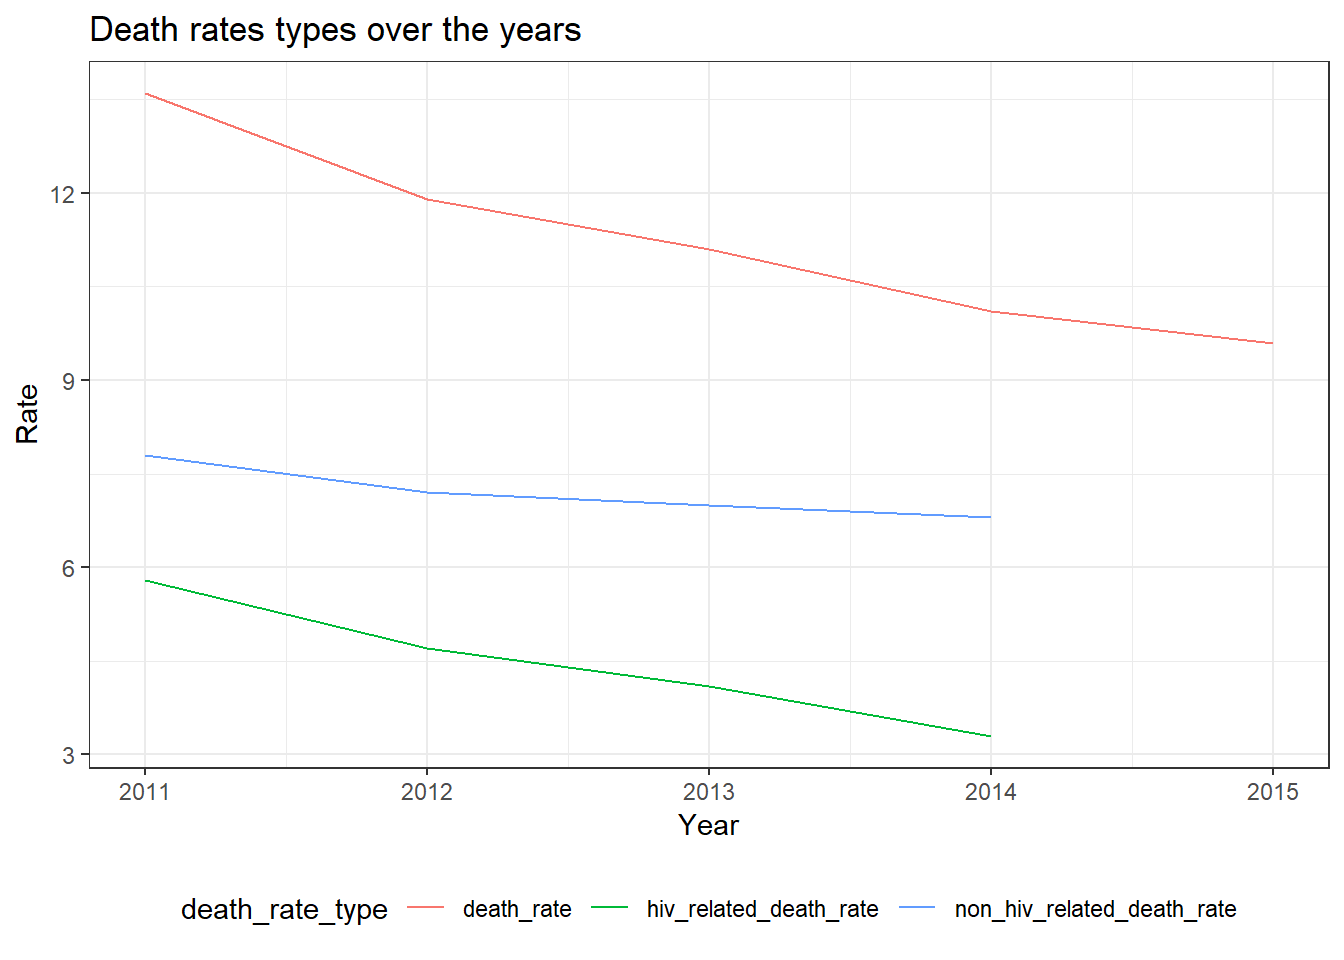 Death rates types over the years
Rate
12
9
6
3
2011 2012 2013 2014 2015
Year
death_rate_type death_rate hiv_related_death_rate non_hiv_related_death_rate